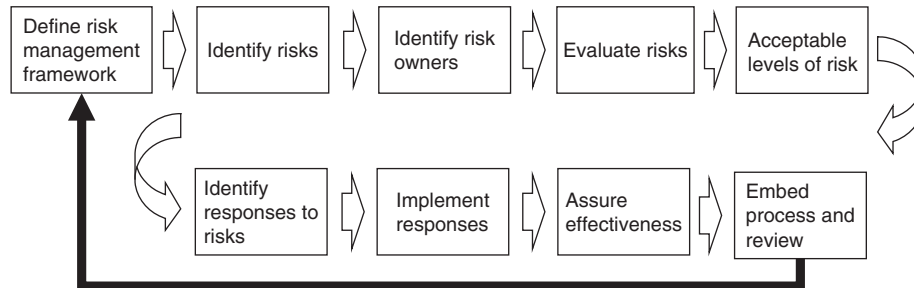 Define risk
management
framework
Identify risks
Identify risk
owners
Evaluate risks
Acceptable
levels of risk
Identify
responses to
risks
Implement
responses
Assure
effectiveness
Embed
process and
review